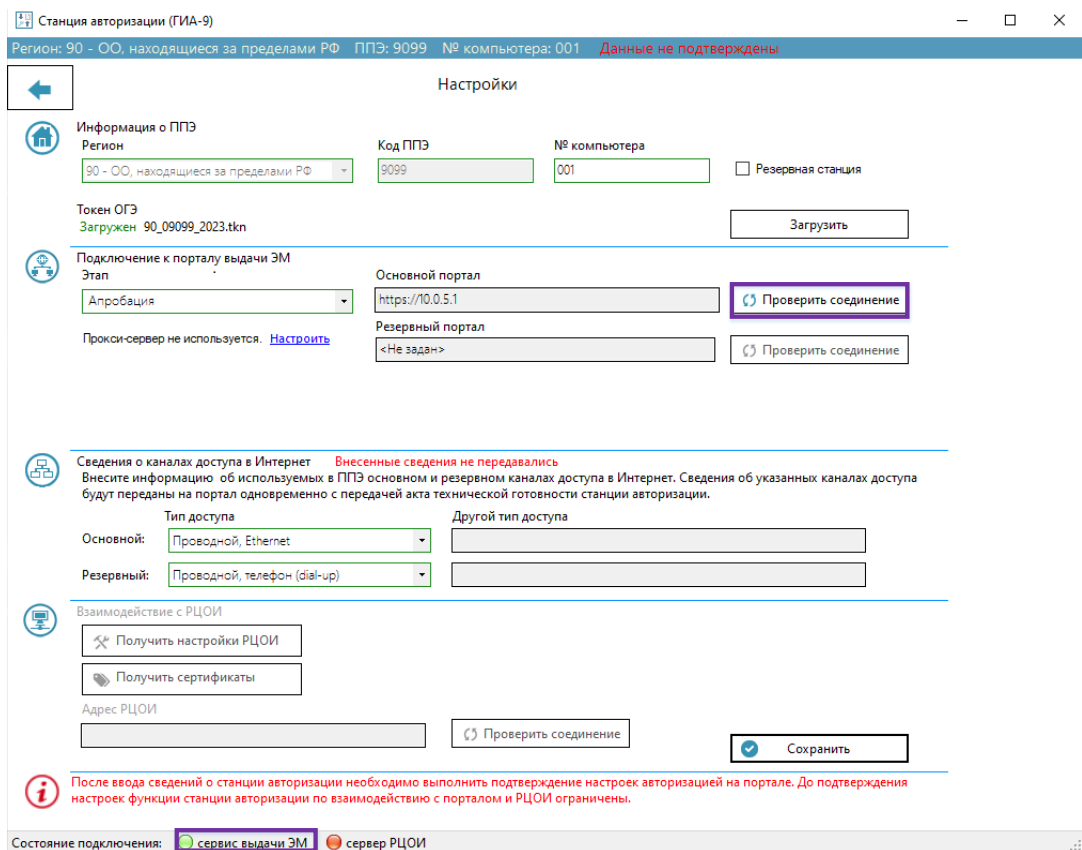 Станция авторизации (ГИА-9)
Регион: 90 - ОО, находящиеся за пределами РФ ППЭ: 9099 № компьютера: 001 Данные не подтверждены
Настройки
Информация о ППЭ
Регион Код ППЭ № компьютера
90 - ОО, находящиеся за пределами РФ 9099 001 Резервная станция
Токен ОГЭ
Загружен 90_09099_2023.tkn Загрузить
Подключение к порталу выдачи ЭМ
Этап Основной портал
Апробация https://10.0.5.1 Проверить соединение
Резервный портал
Прокси-сервер не используется. Настроить
<Не задан> Проверить соединение
Сведения о каналах доступа в Интернет Внесенные сведения не передавались
Внесите информацию об используемых в ППЭ основном и резервном каналах доступа в Интернет. Сведения об указанных каналах доступа
будут переданы на портал одновременно с передачей акта технической готовности станции авторизации.
Тип доступа Другой тип доступа
Основной: Проводной, Ethernet
Резервный: Проводной, телефон (dial-up)
Взаимодействие с РЦОИ
Получить настройки РЦОИ
Получить сертификаты
Адрес РЦОИ
Проверить соединение
Сохранить
После ввода сведений о станции авторизации необходимо выполнить подтверждение настроек авторизацией на портале. До подтверждения
настроек функции станции авторизации по взаимодействию с порталом и РЦОИ ограничены.
Состояние подключения: сервис выдачи ЭМ сервер РЦОИ